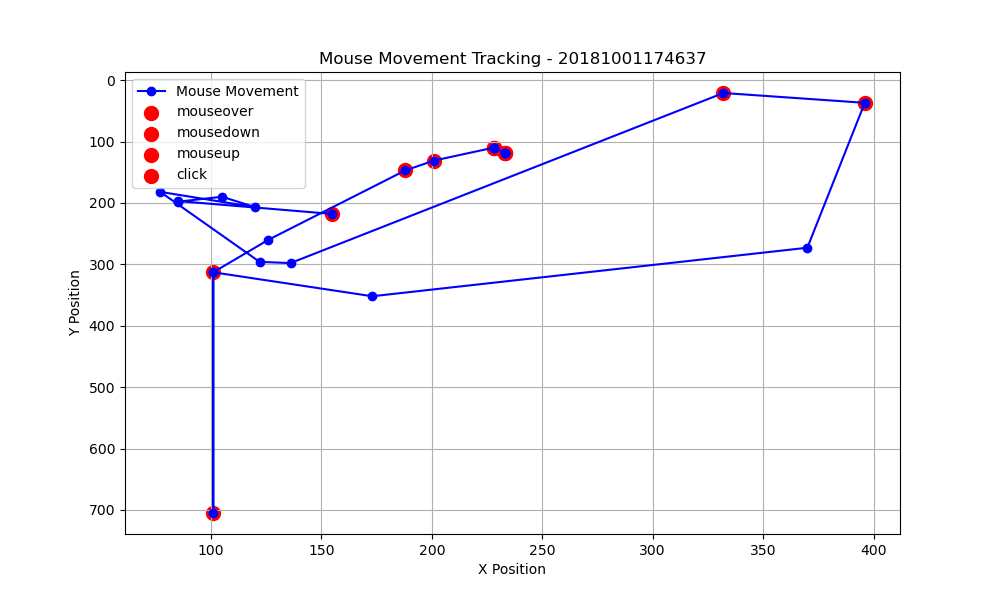 Mouse Movement Tracking - 20181001174637
Mouse Movement
mouseover
mousedown
mouseup
click
0
100
200
300
400
500
600
700
Y Position
100 150 200 250 300 350 400
X Position